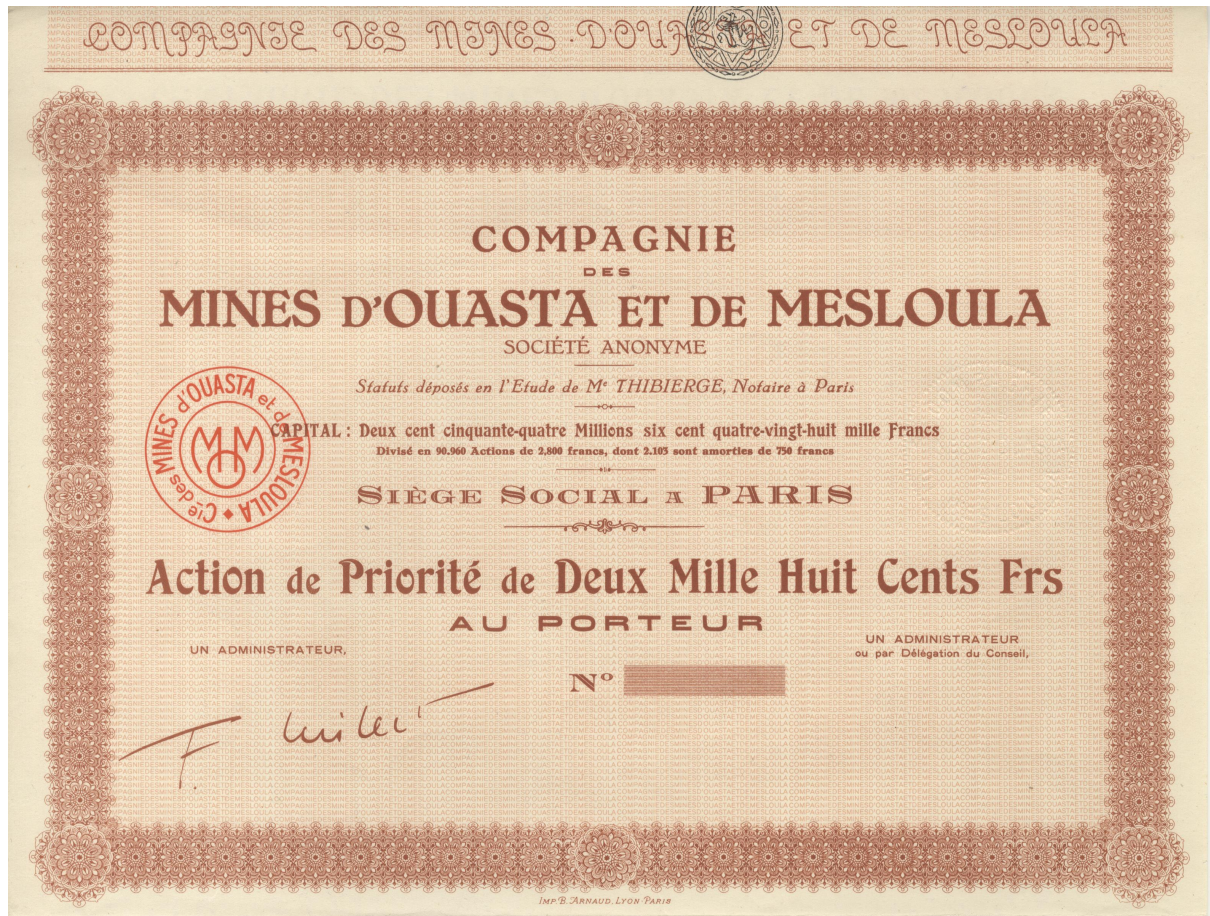 COMPAGNIE DES MINES D'OUASTA ET DE MESLOULA
COMPAGNIE
DES
MINES D'OUASTA ET DE MESLOULA
SOCIÉTÉ ANONYME
Statuts déposés en l'Etude de Me THIBIERGE, Notaire à Paris
Cie des MINES d'OUASTA et de MESLOULA
MOM
CAPITAL : Deux cent cinquante-quatre Millions six cent quatre-vingt-huit mille Francs
Divisé en 90.960 Actions de 2,800 francs, dont 2.103 sont amorties de 750 francs
SIÈGE SOCIAL A PARIS
Action de Priorité de Deux Mille Huit Cents Frs
AU PORTEUR
UN ADMINISTRATEUR,
UN ADMINISTRATEUR
ou par Délégation du Conseil,
No
IMP. B. ARNAUD. LYON-PARIS